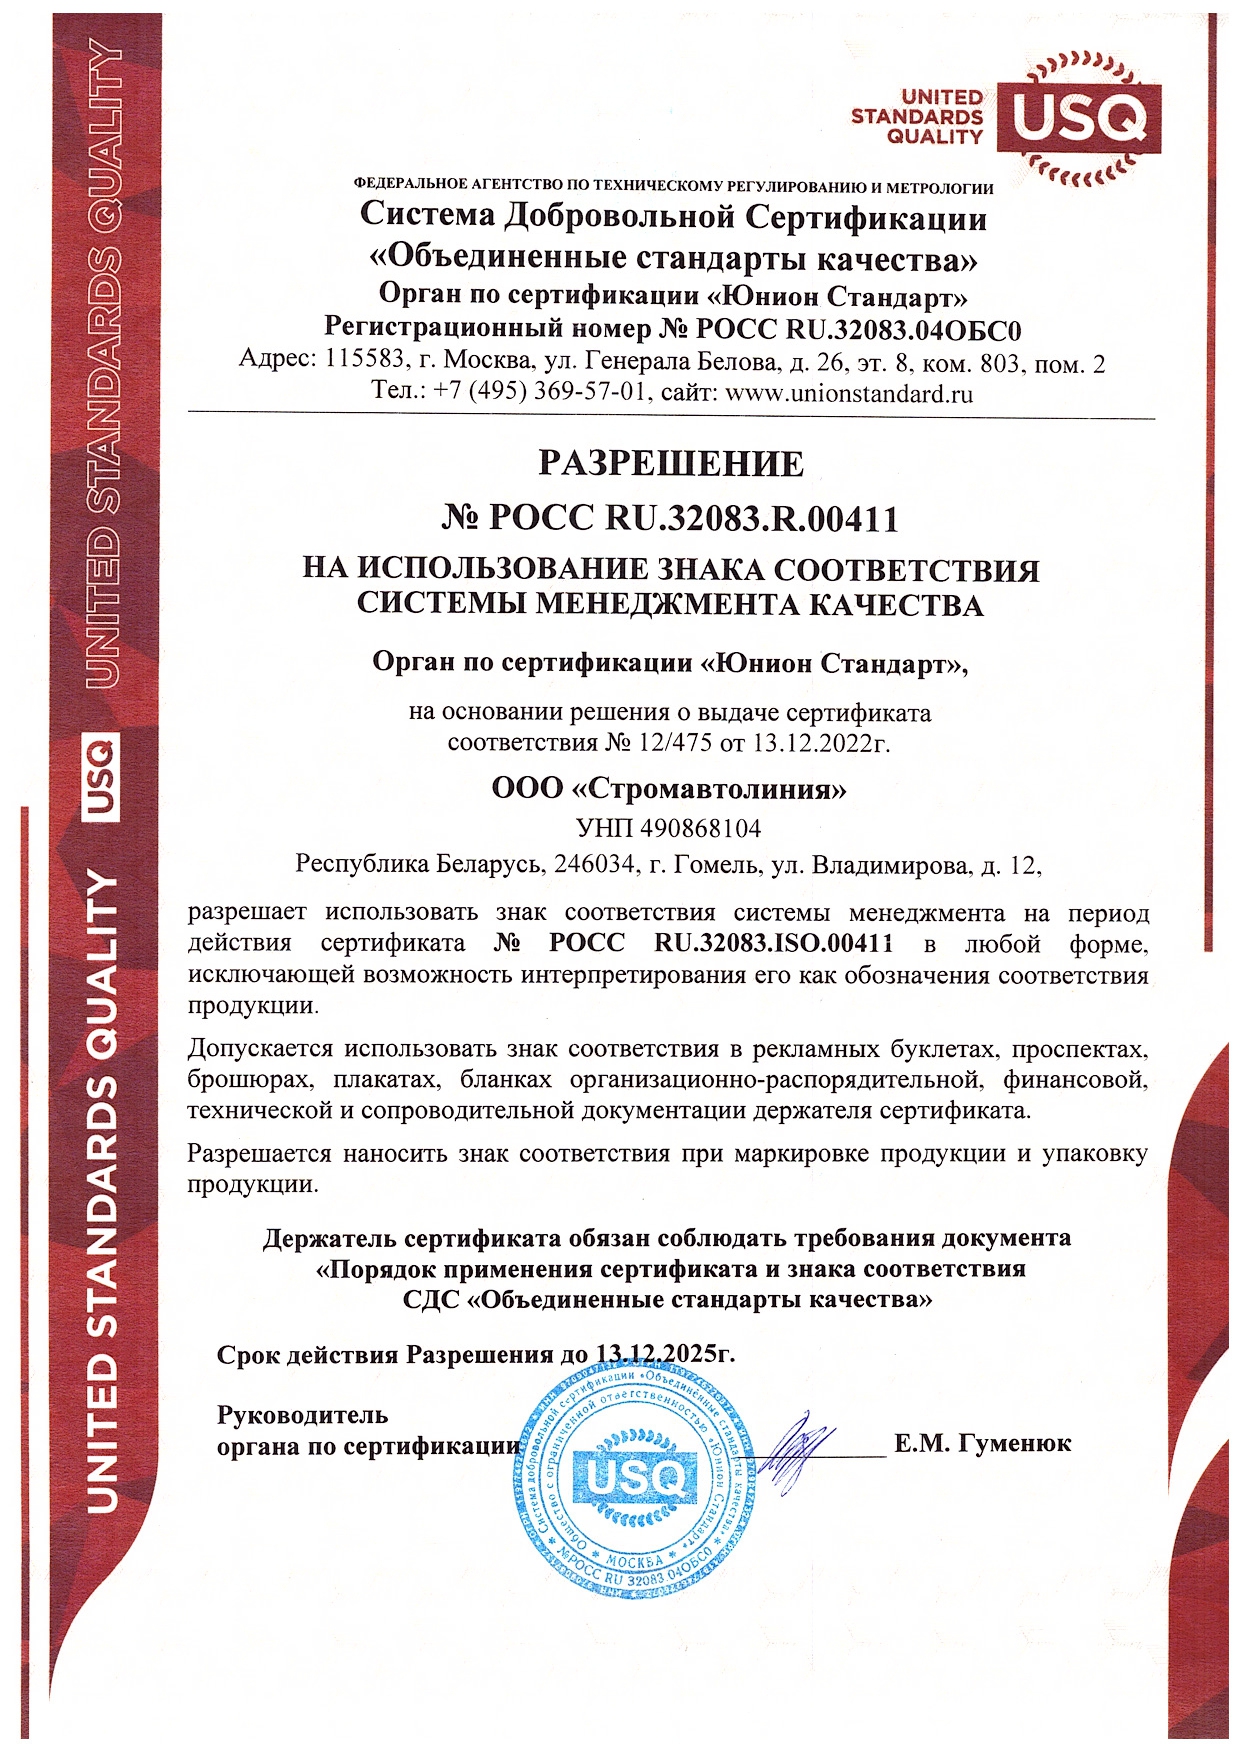 UNITED
STANDARDS
QUALITY
USQ
ФЕДЕРАЛЬНОЕ АГЕНТСТВО ПО ТЕХНИЧЕСКОМУ РЕГУЛИРОВАНИЮ И МЕТРОЛОГИИ
Система Добровольной Сертификации
«Объединенные стандарты качества»
Орган по сертификации «Юнион Стандарт»
Регистрационный номер № РОСС RU.32083.04ОБС0
Адрес: 115583, г. Москва, ул. Генерала Белова, д. 26, эт. 8, ком. 803, пом. 2
Тел.: +7 (495) 369-57-01, сайт: www.unionstandard.ru
РАЗРЕШЕНИЕ
№ РОСС RU.32083.R.00411
НА ИСПОЛЬЗОВАНИЕ ЗНАКА СООТВЕТСТВИЯ
СИСТЕМЫ МЕНЕДЖМЕНТА КАЧЕСТВА
Орган по сертификации «Юнион Стандарт»,
на основании решения о выдаче сертификата
соответствия № 12/475 от 13.12.2022г.
ООО «Стромавтолиния»
УНП 490868104
Республика Беларусь, 246034, г. Гомель, ул. Владимирова, д. 12,
разрешает использовать знак соответствия системы менеджмента на период
действия сертификата № РОСС RU.32083.ISO.00411 в любой форме,
исключающей возможность интерпретирования его как обозначения соответствия
продукции.
Допускается использовать знак соответствия в рекламных буклетах, проспектах,
брошюрах, плакатах, бланках организационно-распорядительной, финансовой,
технической и сопроводительной документации держателя сертификата.
Разрешается наносить знак соответствия при маркировке продукции и упаковку
продукции.
Держатель сертификата обязан соблюдать требования документа
«Порядок применения сертификата и знака соответствия
СДС «Объединенные стандарты качества»
Срок действия Разрешения до 13.12.2025г.
Руководитель
органа по сертификации
Е.М. Гуменюк
Система добровольной сертификации «Объединённые стандарты качества»
Общество с ограниченной ответственностью «Юнион Стандарт»
USQ
МОСКВА
№РОСС RU 32083.04ОБС0
UNITED STANDARDS QUALITY
USQ
UNITED STANDARDS QUALITY